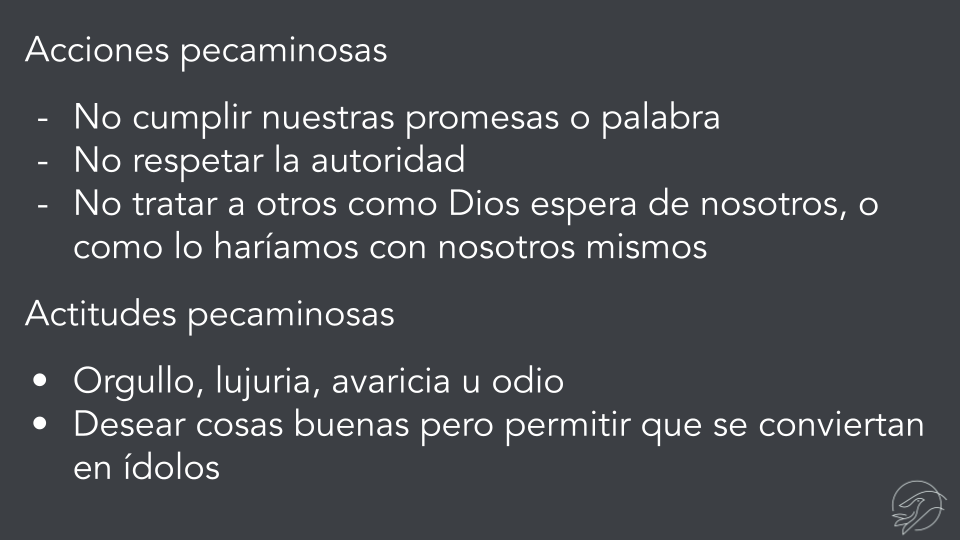 Acciones pecaminosas
- No cumplir nuestras promesas o palabra
- No respetar la autoridad
- No tratar a otros como Dios espera de nosotros, o
como lo haríamos con nosotros mismos
Actitudes pecaminosas
• Orgullo, lujuria, avaricia u odio
• Desear cosas buenas pero permitir que se conviertan
en ídolos